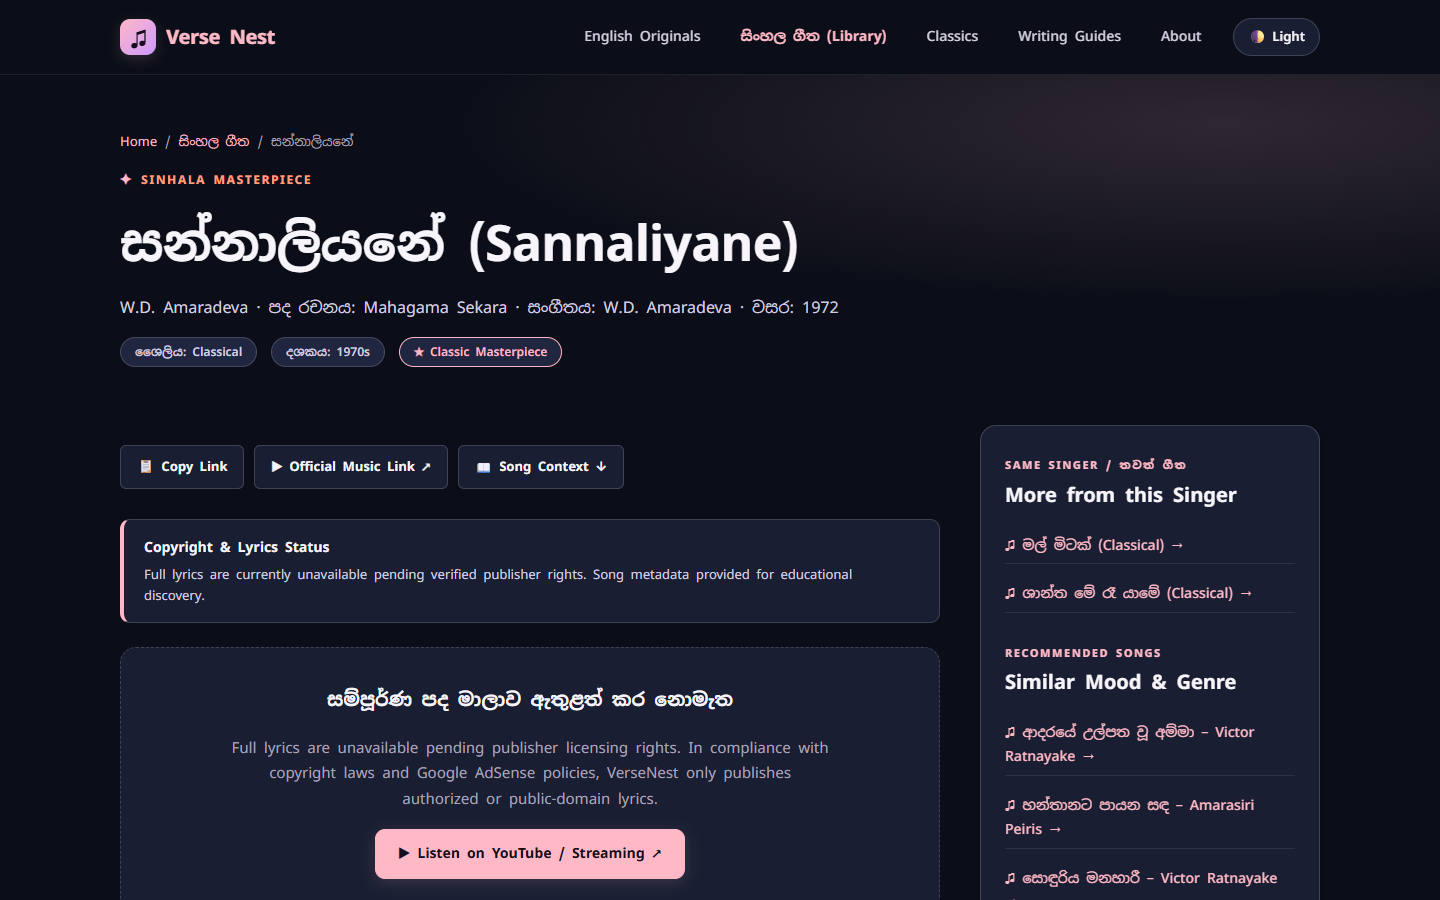 Verse Nest
English Originals
සිංහල ගීත (Library)
Classics
Writing Guides
About
Light
Home / සිංහල ගීත / සන්නාලියනේ
✦ SINHALA MASTERPIECE
සන්නාලියනේ (Sannaliyane)
W.D. Amaradeva · පද රචනය: Mahagama Sekara · සංගීතය: W.D. Amaradeva · වසර: 1972
ශෛලිය: Classical
දශකය: 1970s
★ Classic Masterpiece
Copy Link
▶ Official Music Link ↗
Song Context ↓
Copyright & Lyrics Status
Full lyrics are currently unavailable pending verified publisher rights. Song metadata provided for educational
discovery.
සම්පූර්ණ පද මාලාව ඇතුළත් කර නොමැත
Full lyrics are unavailable pending publisher licensing rights. In compliance with
copyright laws and Google AdSense policies, VerseNest only publishes
authorized or public-domain lyrics.
▶ Listen on YouTube / Streaming ↗
SAME SINGER / තවත් ගීත
More from this Singer
♫ මල් මිටක් (Classical) →
♫ ශාන්ත මේ රෑ යාමේ (Classical) →
RECOMMENDED SONGS
Similar Mood & Genre
♫ ආදරයේ උල්පත වූ අම්මා – Victor
Ratnayake →
♫ හන්තානට පායන සඳ – Amarasiri
Peiris →
♫ සොඳුරිය මනහාරී – Victor Ratnayake